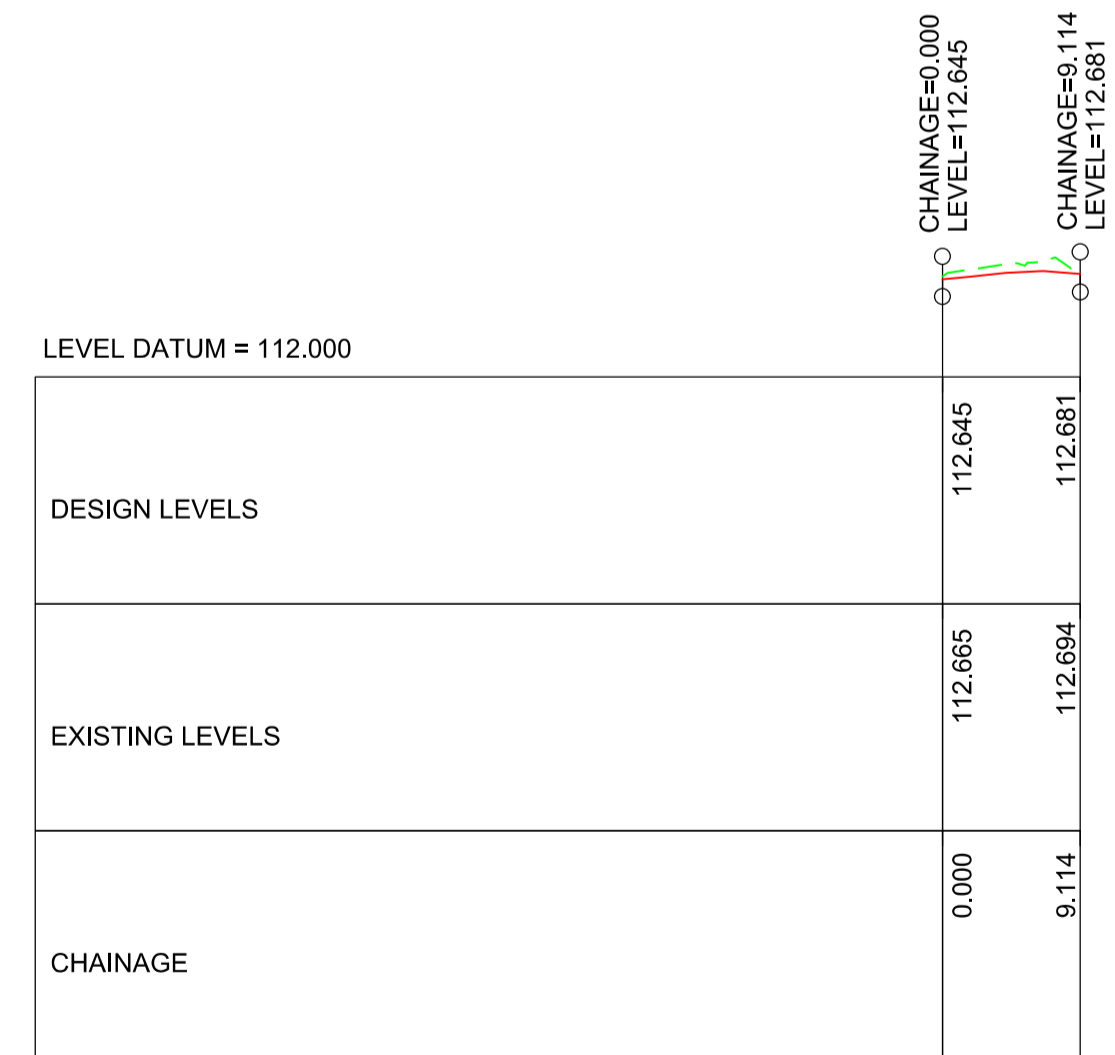 CHAINAGE=0.000
LEVEL=112.645
CHAINAGE=9.114
LEVEL=112.681
LEVEL DATUM = 112.000
DESIGN LEVELS
112.645
112.681
EXISTING LEVELS
112.665
112.694
CHAINAGE
0.000
9.114